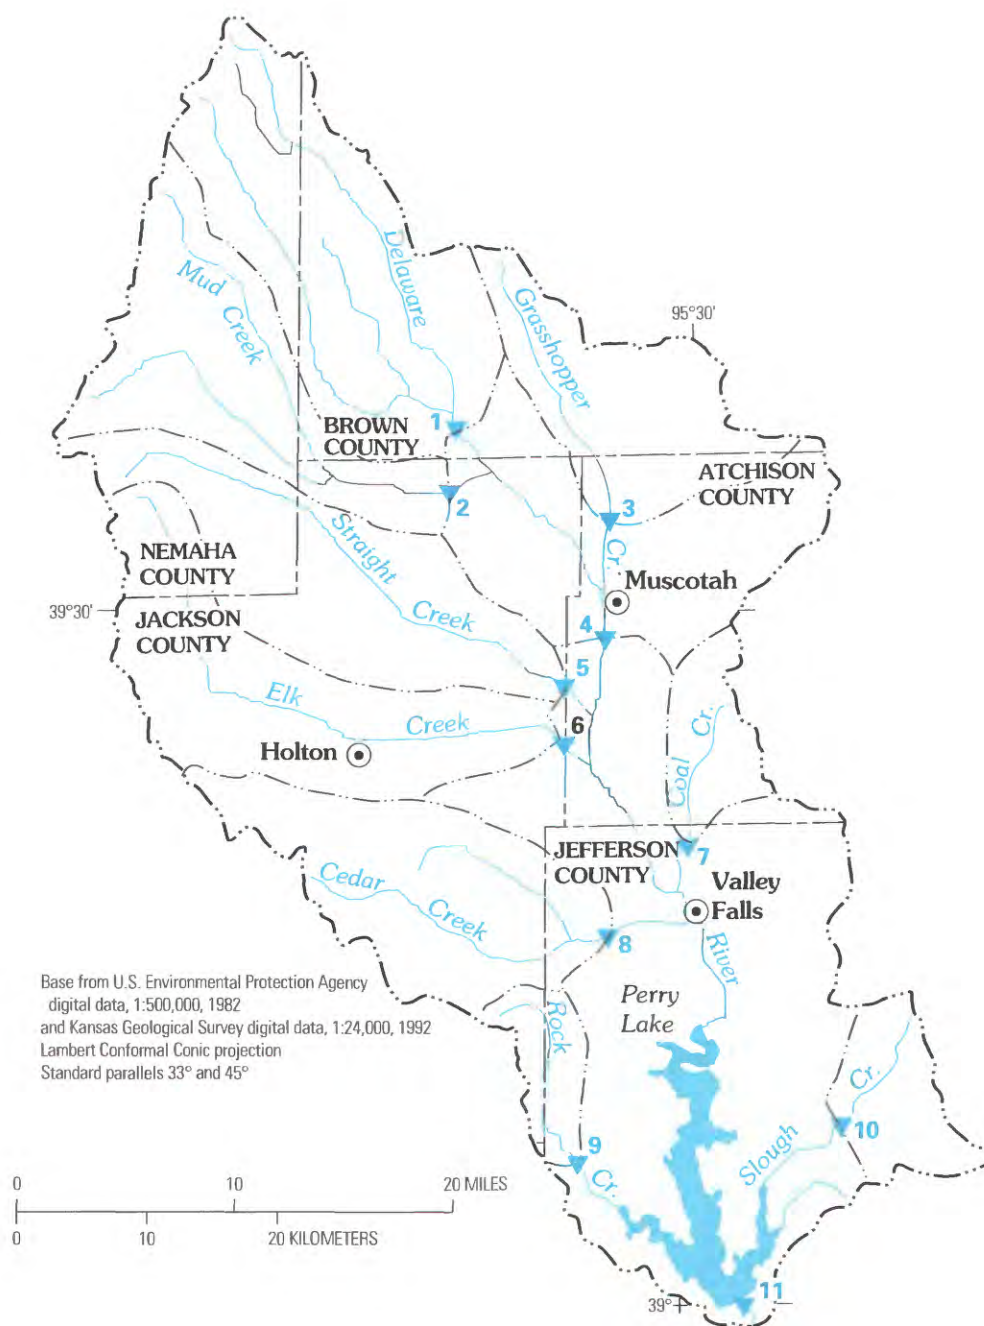 Delaware
Grasshopper
Mud
Creek
95°30'
1
BROWN
COUNTY
ATCHISON
COUNTY
2
3
Cr.
Straight
Creek
NEMAHA
COUNTY
Muscotah
39°30'
JACKSON
COUNTY
4
5
Elk
Creek
6
Cr.
Coal
Holton
JEFFERSON
COUNTY
7
Cedar
Creek
Valley
Falls
8
River
Base from U.S. Environmental Protection Agency
digital data, 1:500,000, 1982
and Kansas Geological Survey digital data, 1:24,000, 1992
Lambert Conformal Conic projection
Standard parallels 33° and 45°
Perry
Lake
Rock
Cr.
Slough
Cr.
10
9
0 10 20 MILES
0 10 20 KILOMETERS
11
39°